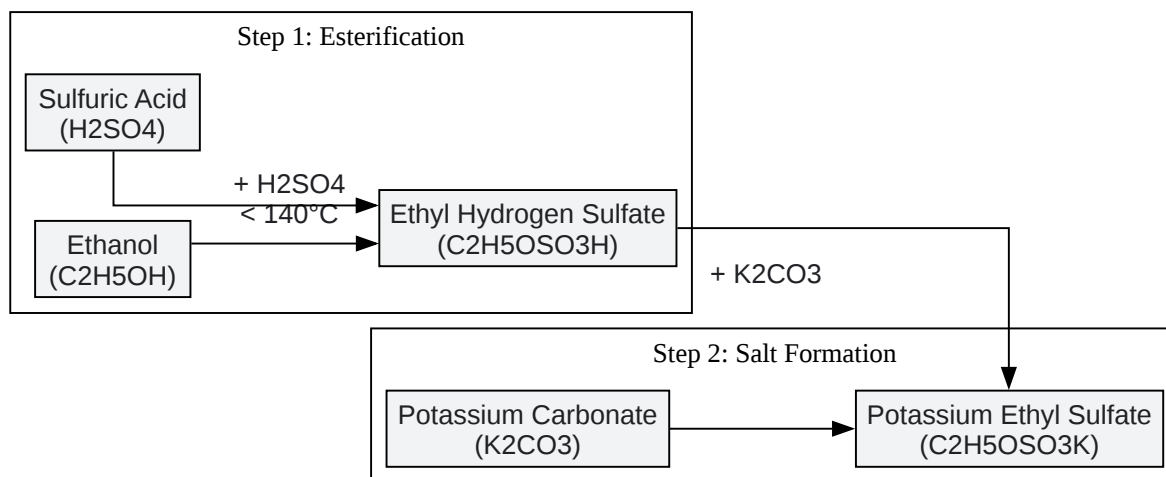 Step 1: Esterification
Sulfuric Acid
(H2SO4)
+ H2SO4
< 140°C
Ethanol
(C2H5OH)
Ethyl Hydrogen Sulfate
(C2H5OSO3H)
+ K2CO3
Step 2: Salt Formation
Potassium Carbonate
(K2CO3)
Potassium Ethyl Sulfate
(C2H5OSO3K)